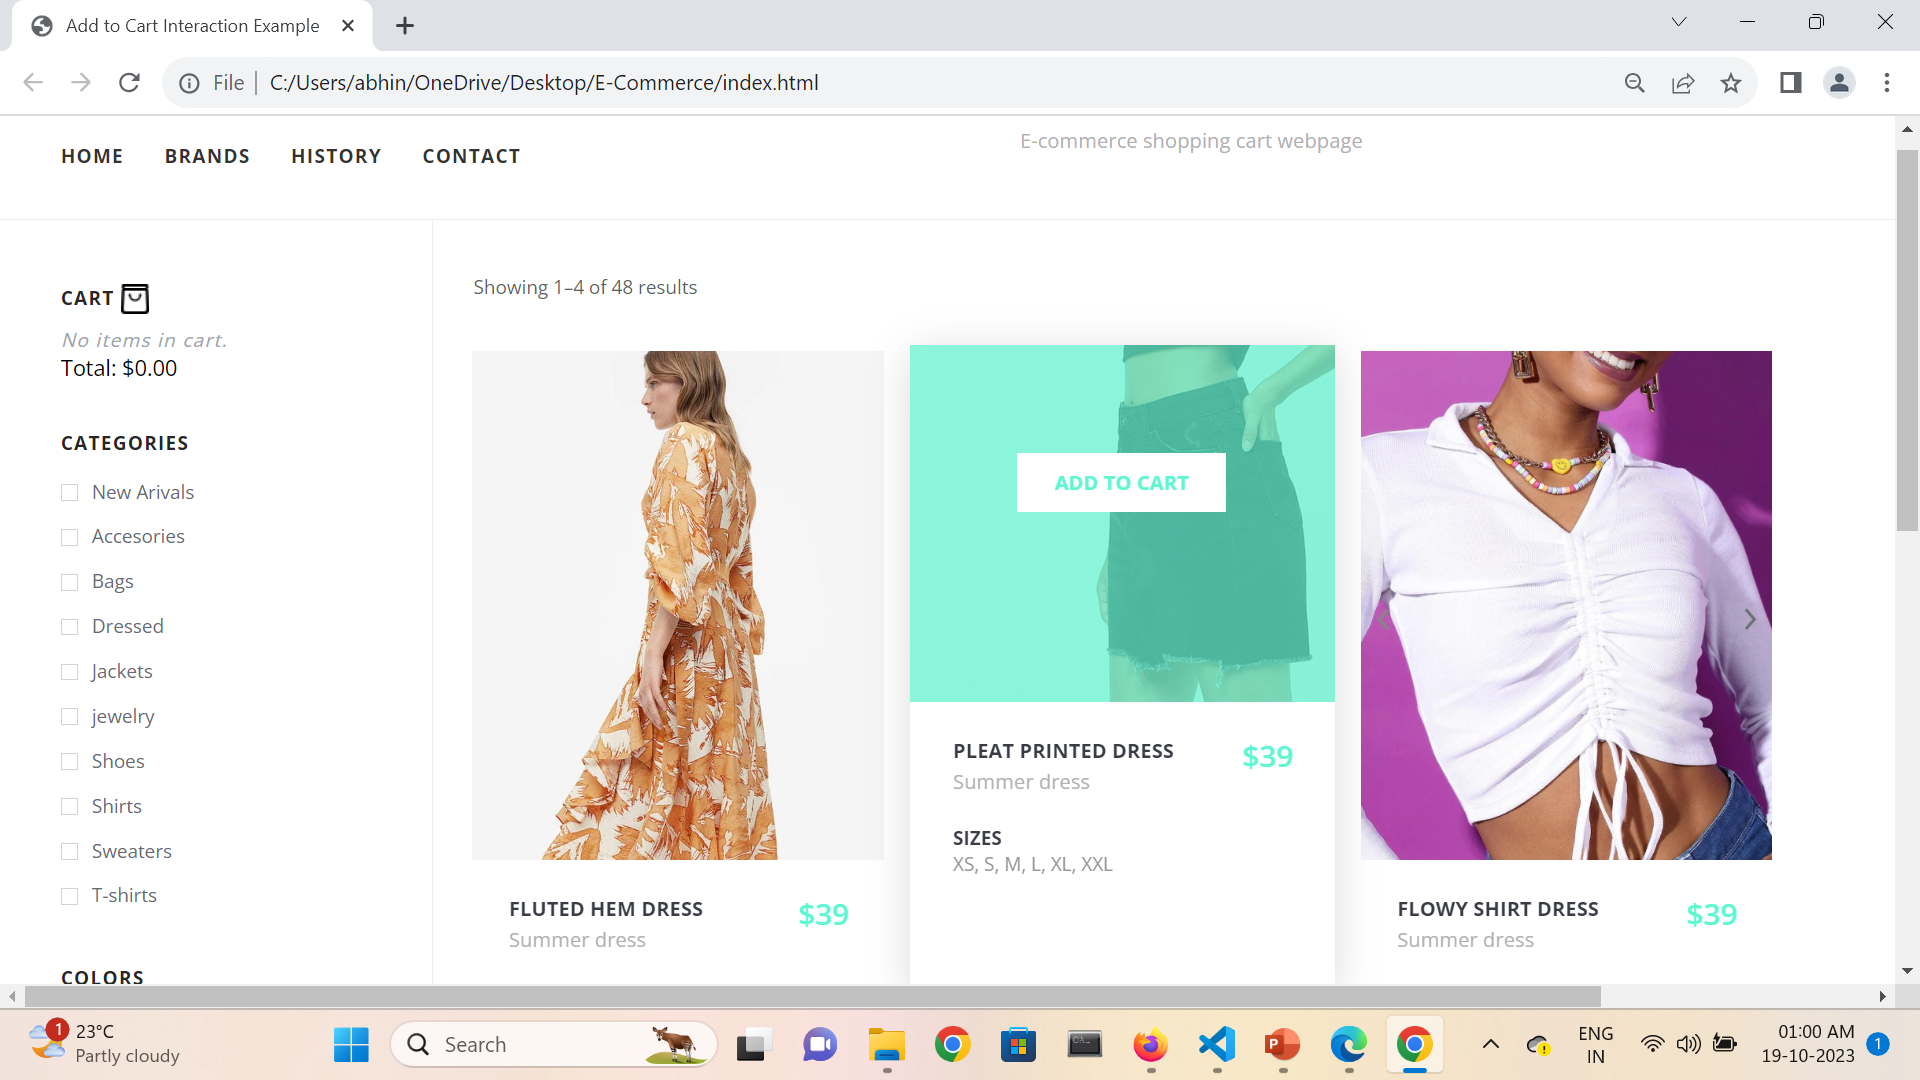 Add to Cart Interaction Example
File
C:/Users/abhin/OneDrive/Desktop/E-Commerce/index.html
HOME BRANDS HISTORY CONTACT
E-commerce shopping cart webpage
CART
No items in cart.
Total: $0.00
CATEGORIES
New Arivals
Accesories
Bags
Dressed
Jackets
jewelry
Shoes
Shirts
Sweaters
T-shirts
COLORS
Showing 1–4 of 48 results
FLUTED HEM DRESS $39
Summer dress
ADD TO CART
PLEAT PRINTED DRESS $39
Summer dress
SIZES
XS, S, M, L, XL, XXL
FLOWY SHIRT DRESS $39
Summer dress
1
23°C
Partly cloudy
Search
P
ENG
IN
01:00 AM
19-10-2023
1